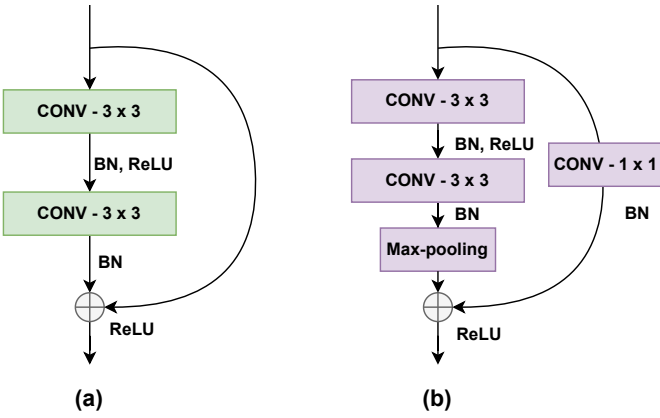 CONV - 3 x 3
BN, ReLU
CONV - 3 x 3
BN
ReLU
(a)
CONV - 3 x 3
BN, ReLU
CONV - 3 x 3
BN
Max-pooling
CONV - 1 x 1
BN
ReLU
(b)